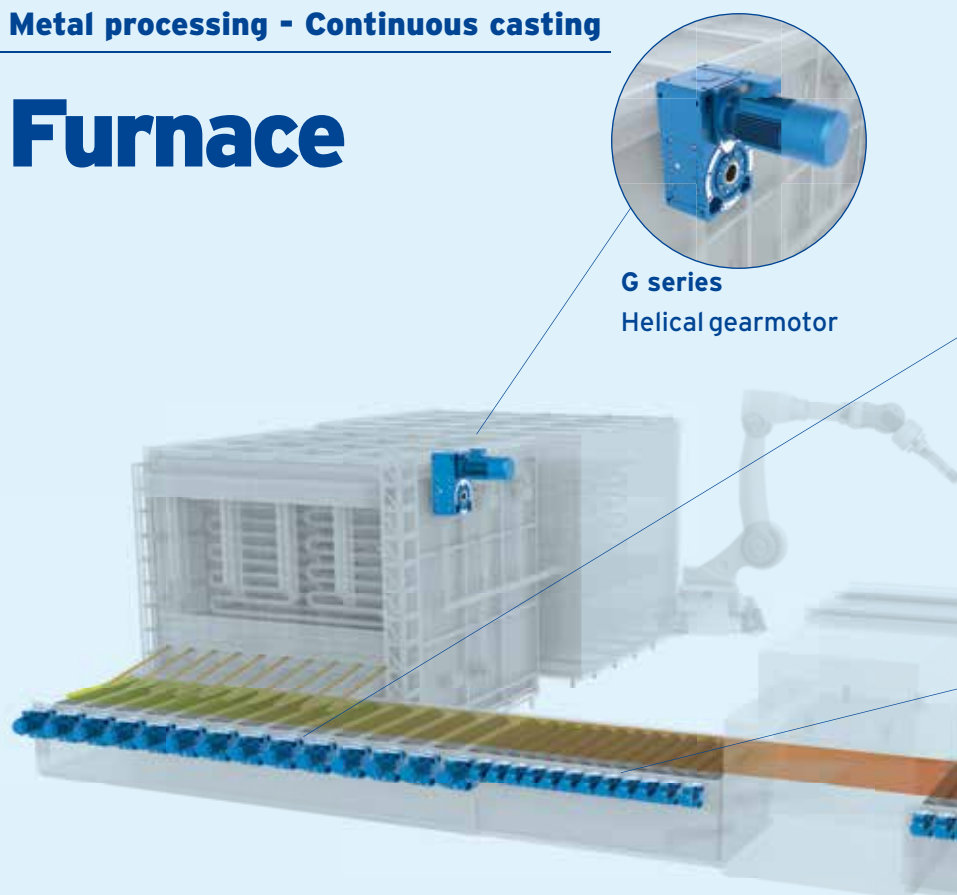 Metal processing - Continuous casting
Furnace
G series
Helical gearmotor